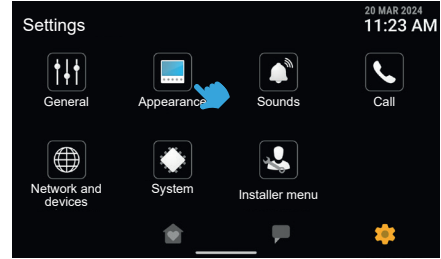 Settings
20 MAR 2024
11:23 AM
General
Appearance
Sounds
Call
Network and
devices
System
Installer menu